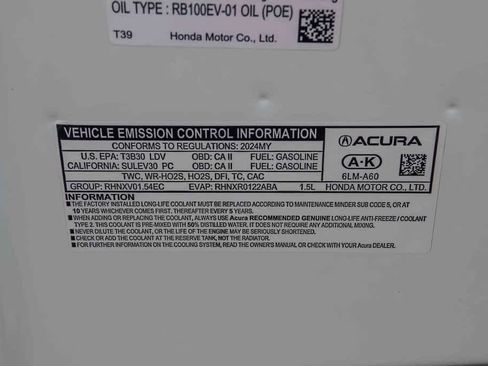 OIL TYPE : RB100EV-01 OIL (POE)
T39 Honda Motor Co., Ltd.
VEHICLE EMISSION CONTROL INFORMATION
CONFORMS TO REGULATIONS: 2024MY
U.S. EPA: T3B30 LDV OBD: CA II FUEL: GASOLINE
CALIFORNIA: SULEV30 PC OBD: CA II FUEL: GASOLINE
TWC, WR-HO2S, HO2S, DFI, TC, CAC
GROUP: RHNXV01.54EC EVAP: RHNXR0122ABA 1.5L
ACURA
A-K
6LM-A60
HONDA MOTOR CO., LTD.
INFORMATION
■ THE FACTORY INSTALLED LONG-LIFE COOLANT MUST BE REPLACED ACCORDING TO MAINTENANCE MINDER SUB CODE 5, OR AT
10 YEARS WHICHEVER COMES FIRST. THEREAFTER EVERY 5 YEARS.
■ WHEN ADDING OR REPLACING THE COOLANT, ALWAYS USE Acura RECOMMENDED GENUINE LONG-LIFE ANTI-FREEZE / COOLANT
TYPE 2. THIS COOLANT IS PRE-MIXED WITH 50% DISTILLED WATER. IT DOES NOT REQUIRE ANY ADDITIONAL MIXING.
■ NEVER DILUTE THE COOLANT, OR THE LIFE OF THE ENGINE MAY BE SERIOUSLY SHORTENED.
■ CHECK OR ADD COOLANT AT THE RESERVE TANK.
■ FOR FURTHER INFORMATION ON THE COOLING SYSTEM, READ THE OWNER'S MANUAL OR CHECK WITH YOUR Acura DEALER.